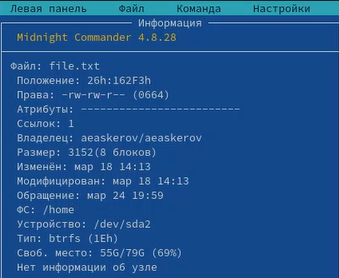 Левая панель Файл Команда Настройки
Информация
Midnight Commander 4.8.28
Файл: file.txt
Положение: 26h:162F3h
Права: -rw-rw-r-- (0664)
Атрибуты: ------------------------
Ссылок: 1
Владелец: aeaskerov/aeaskerov
Размер: 3152(8 блоков)
Изменён: мар 18 14:13
Модифицирован: мар 18 14:13
Обращение: мар 24 19:59
ФС: /home
Устройство: /dev/sda2
Тип: btrfs (1Eh)
Своб. место: 55G/79G (69%)
Нет информации об узле